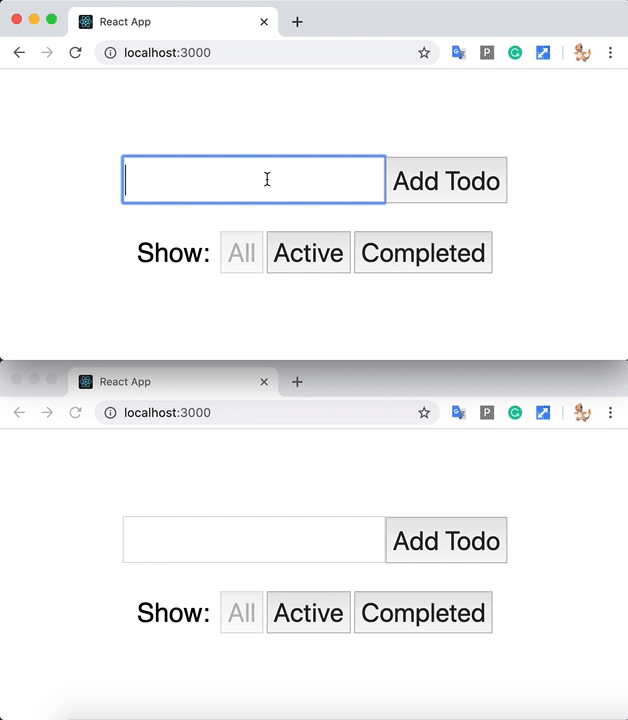 React App
localhost:3000
P
Add Todo
Show: All Active Completed
React App
localhost:3000
P
Add Todo
Show: All Active Completed